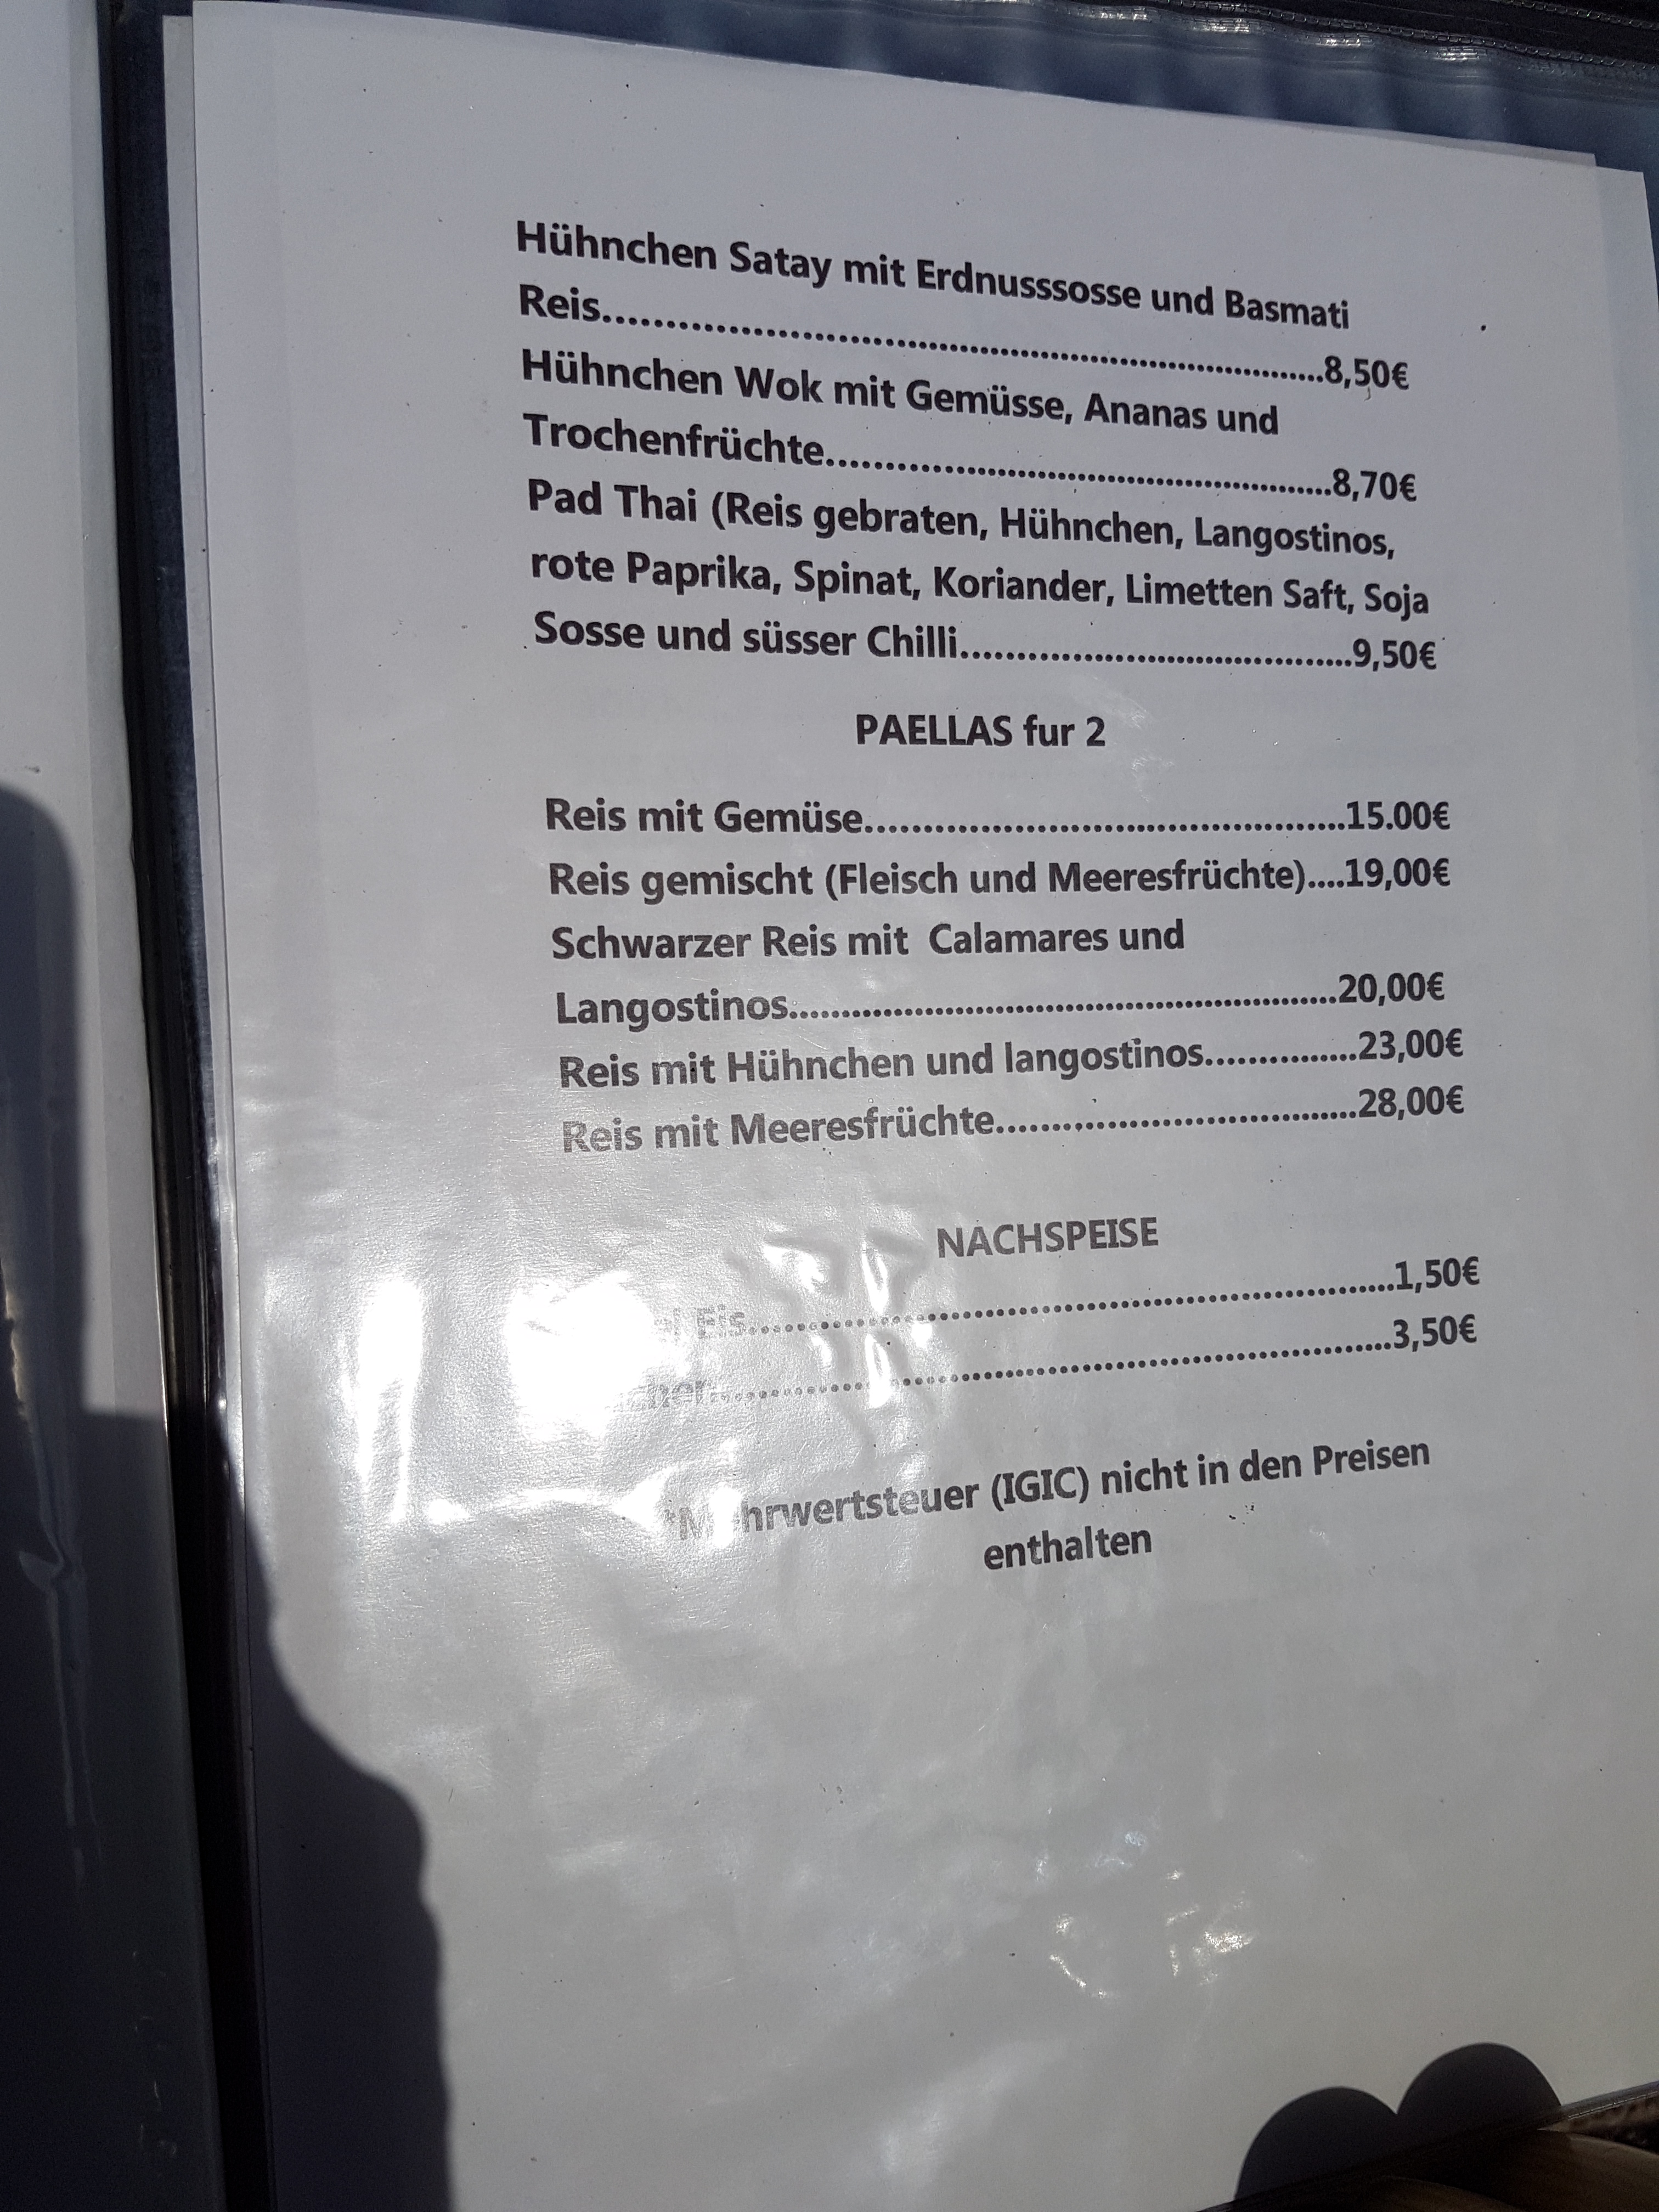 Hühnchen Satay mit Erdnusssosse und Basmati
Reis..................................................................8,50€
Hühnchen Wok mit Gemüsse, Ananas und
Trochenfrüchte..............................................8,70€
Pad Thai (Reis gebraten, Hühnchen, Langostinos,
rote Paprika, Spinat, Koriander, Limetten Saft, Soja
Sosse und süsser Chilli...................................9,50€
PAELLAS fur 2
Reis mit Gemüse...........................................15.00€
Reis gemischt (Fleisch und Meeresfrüchte)....19,00€
Schwarzer Reis mit Calamares und
Langostinos..................................................20,00€
Reis mit Hühnchen und langostinos..............23,00€
Reis mit Meeresfrüchte................................28,00€
NACHSPEISE
Eis..........................................................1,50€
..........................................................3,50€
*Mehrwertsteuer (IGIC) nicht in den Preisen
enthalten